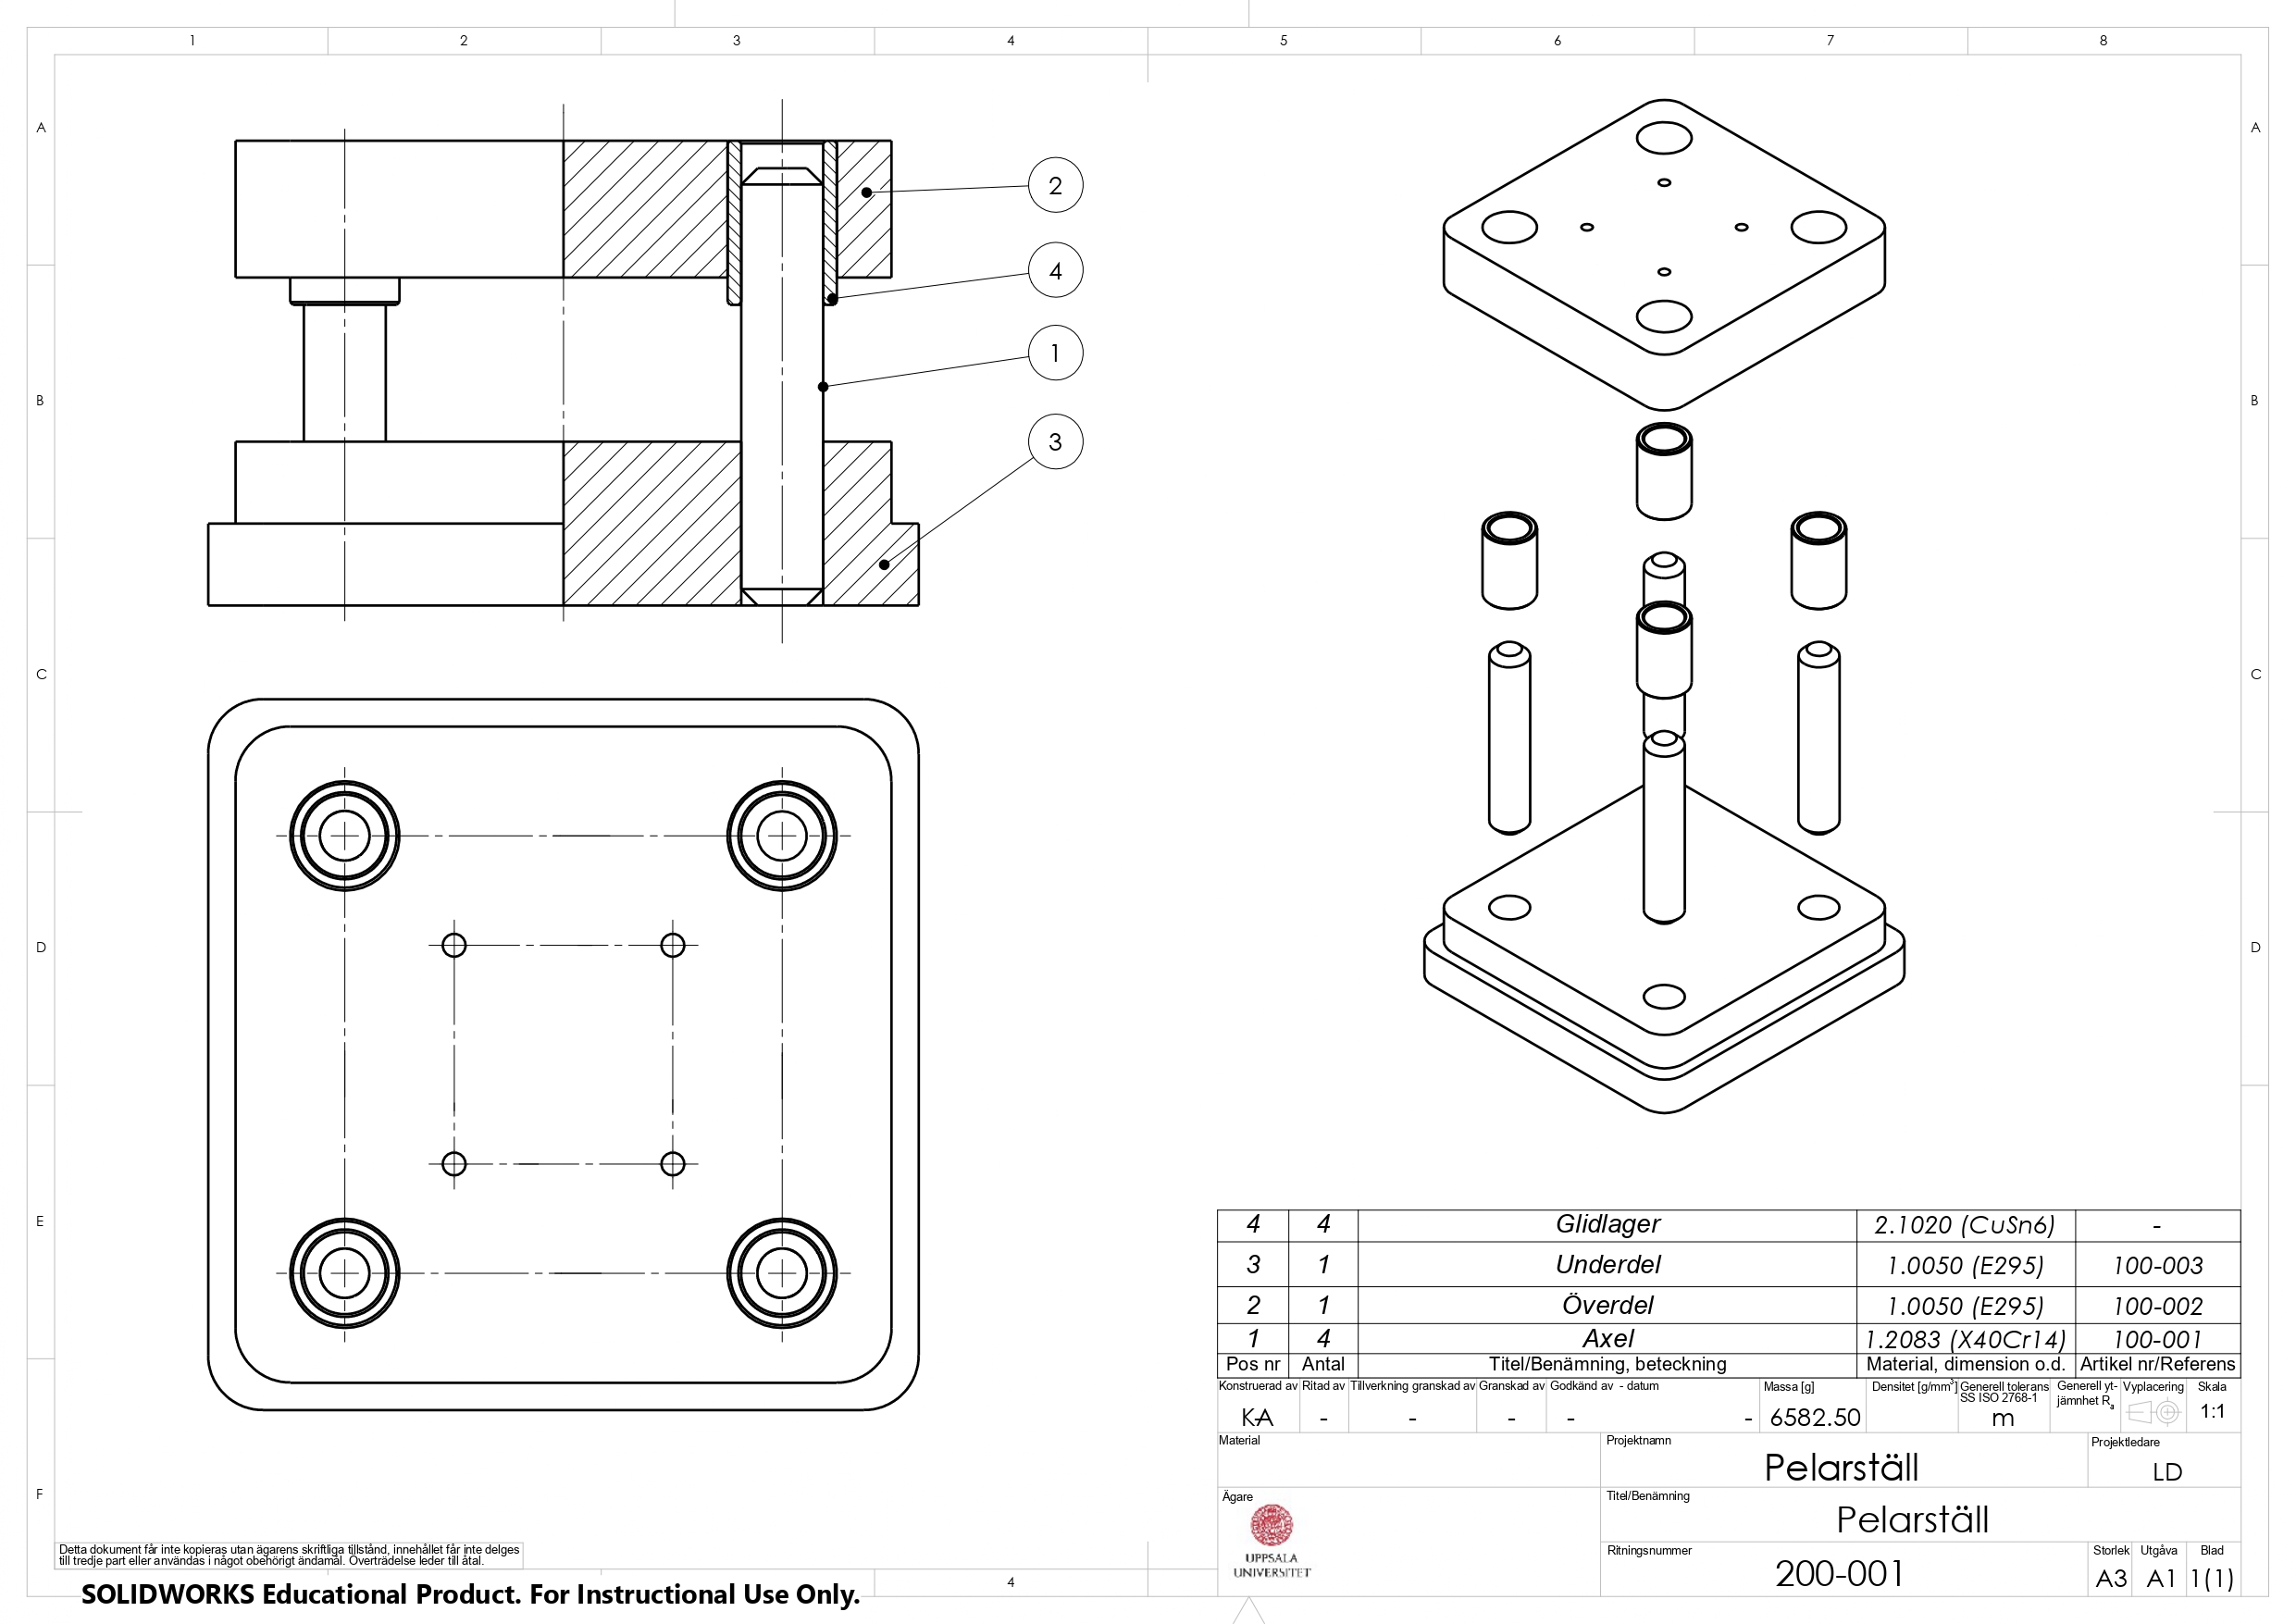 1 2 3 4 5 6 7 8
A A
2
4
1
B B
3
C C
D D
E E
4 4 Glidlager 2.1020 (CuSn6) -
3 1 Underdel 1.0050 (E295) 100-003
2 1 Överdel 1.0050 (E295) 100-002
1 4 Axel 1.2083 (X40Cr14) 100-001
Pos nr Antal Titel/Benämning, beteckning Material, dimension o.d. Artikel nr/Referens
Konstruerad av Ritad av Tillverkning granskad av Granskad av Godkänd av - datum Massa [g] Densitet [g/mm³] Generell tolerans SS ISO 2768-1 Generell yt-jämnhet Ra Vyplacering Skala
KA - - - - - 6582.50 m 1:1
Material Projektnamn Projektledare
Pelarställ LD
F
Ägare Titel/Benämning
Pelarställ
UPPSALA
UNIVERSITET
Ritningsnummer Storlek Utgåva Blad
200-001 A3 A1 1(1)
Detta dokument får inte kopieras utan ägarens skriftliga tillstånd, innehållet får inte delges
till tredje part eller användas i något obehörigt ändamål. Överträdelse leder till åtal.
4
SOLIDWORKS Educational Product. For Instructional Use Only.